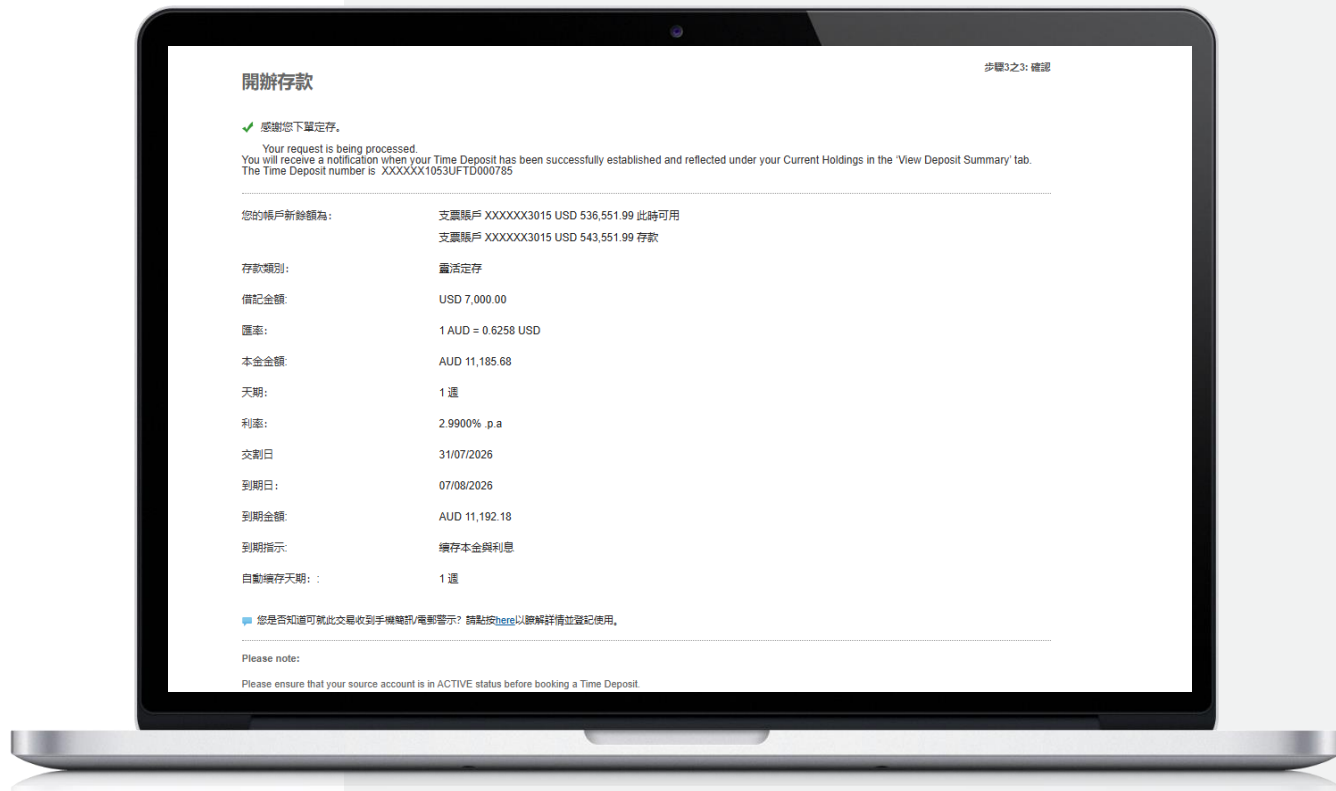 步驟3之3: 確認
開辦存款
感謝您下單定存。
Your request is being processed.
You will receive a notification when your Time Deposit has been successfully established and reflected under your Current Holdings in the ‘View Deposit Summary’ tab.
The Time Deposit number is XXXXXX1053UFTD000785
您的帳戶新餘額為： 支票賬戶 XXXXXX3015 USD 536,551.99 此時可用
支票賬戶 XXXXXX3015 USD 543,551.99 存款
存款類別： 靈活定存
借記金額: USD 7,000.00
匯率： 1 AUD = 0.6258 USD
本金金額: AUD 11,185.68
天期： 1 週
利率： 2.9900% .p.a
交割日 31/07/2026
到期日： 07/08/2026
到期金額: AUD 11,192.18
到期指示: 續存本金與利息
自動續存天期：: 1 週
您是否知道可就此交易收到手機簡訊/電郵警示？請點按here以瞭解詳情並登記使用。
Please note:
Please ensure that your source account is in ACTIVE status before booking a Time Deposit.